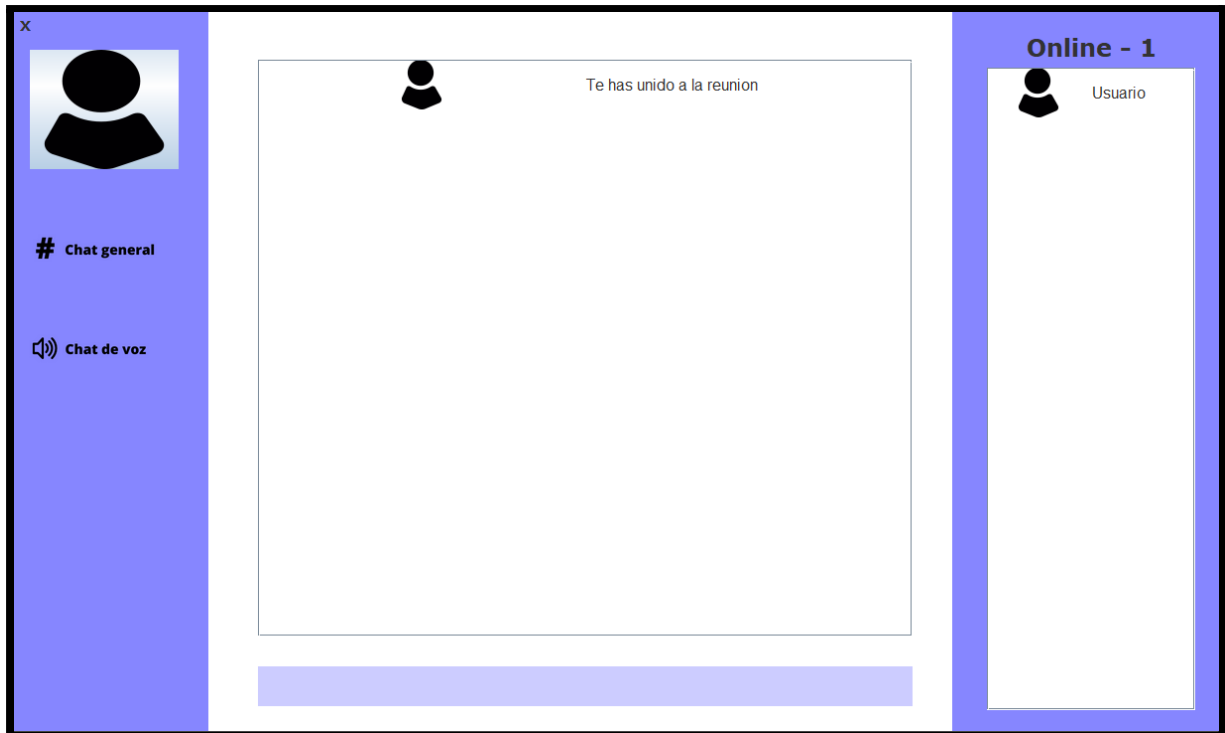 x
# Chat general
Chat de voz
Te has unido a la reunion
Online - 1
Usuario